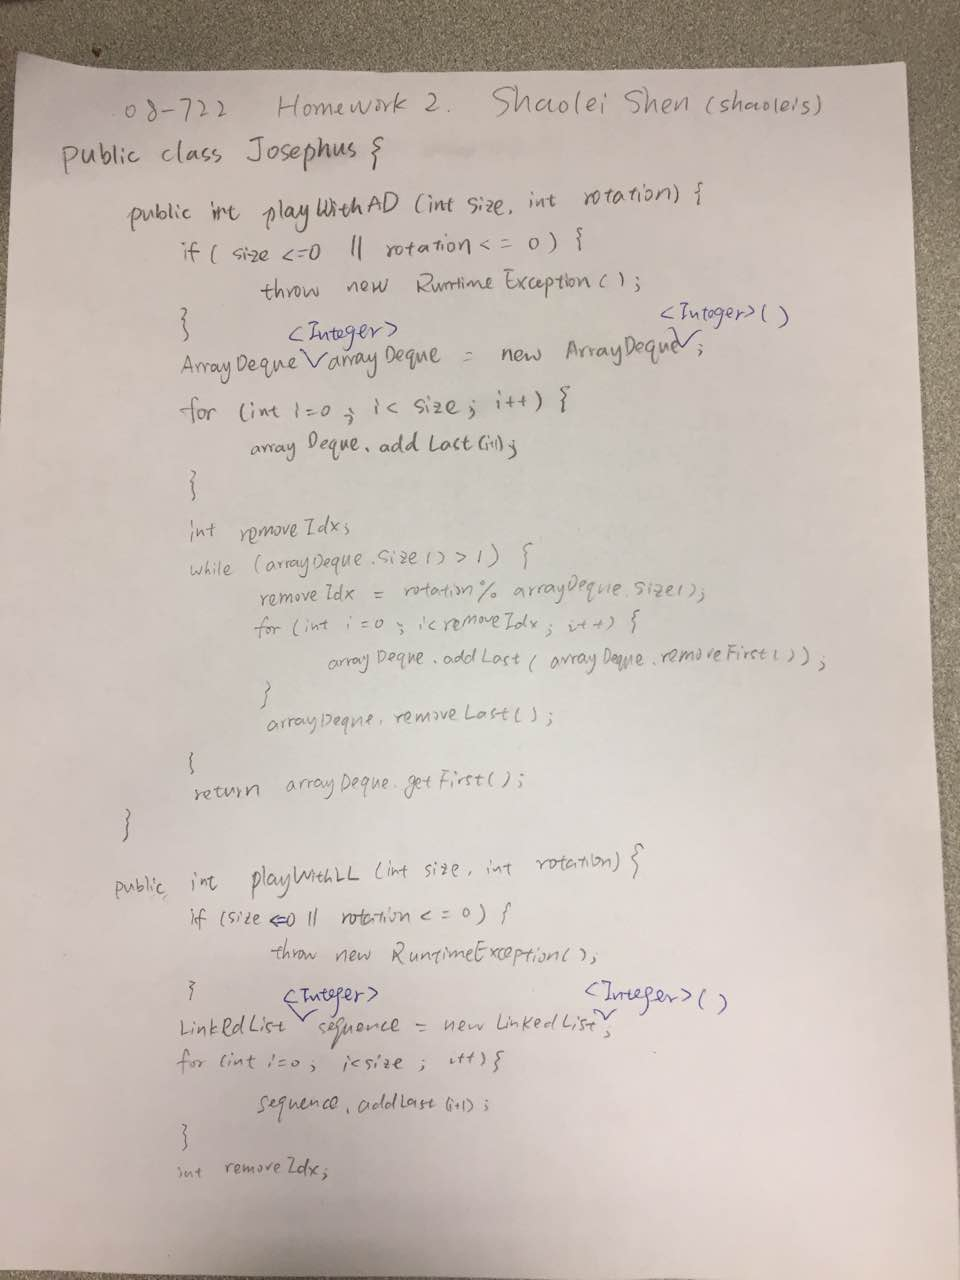 08-722 Homework 2. Shaolei Shen (shaoleis)
public class Josephus {
public int playWithAD (int size, int rotation) {
if ( size <=0 || rotation <= 0) {
throw new RuntimeException();
}
<Integer> <Integer>()
ArrayDeque arrayDeque = new ArrayDeque ;
for (int i=0 ; i< size ; i++) {
arrayDeque.addLast(i+1);
}
int removeIdx;
while (arrayDeque.size() > 1) {
removeIdx = rotation % arrayDeque.size();
for (int i=0 ; i<removeIdx ; i++) {
arrayDeque.addLast( arrayDeque.removeFirst());
}
arrayDeque.removeLast();
{
return arrayDeque.getFirst();
}
public int playWithLL (int size, int rotation) {
if (size <=0 || rotation <= 0) {
throw new RuntimeException();
}
<Integer> <Integer>()
LinkedList sequence = new LinkedList ;
for (int i=0 ; i<size ; i++) {
sequence.addLast(i+1);
}
int removeIdx;